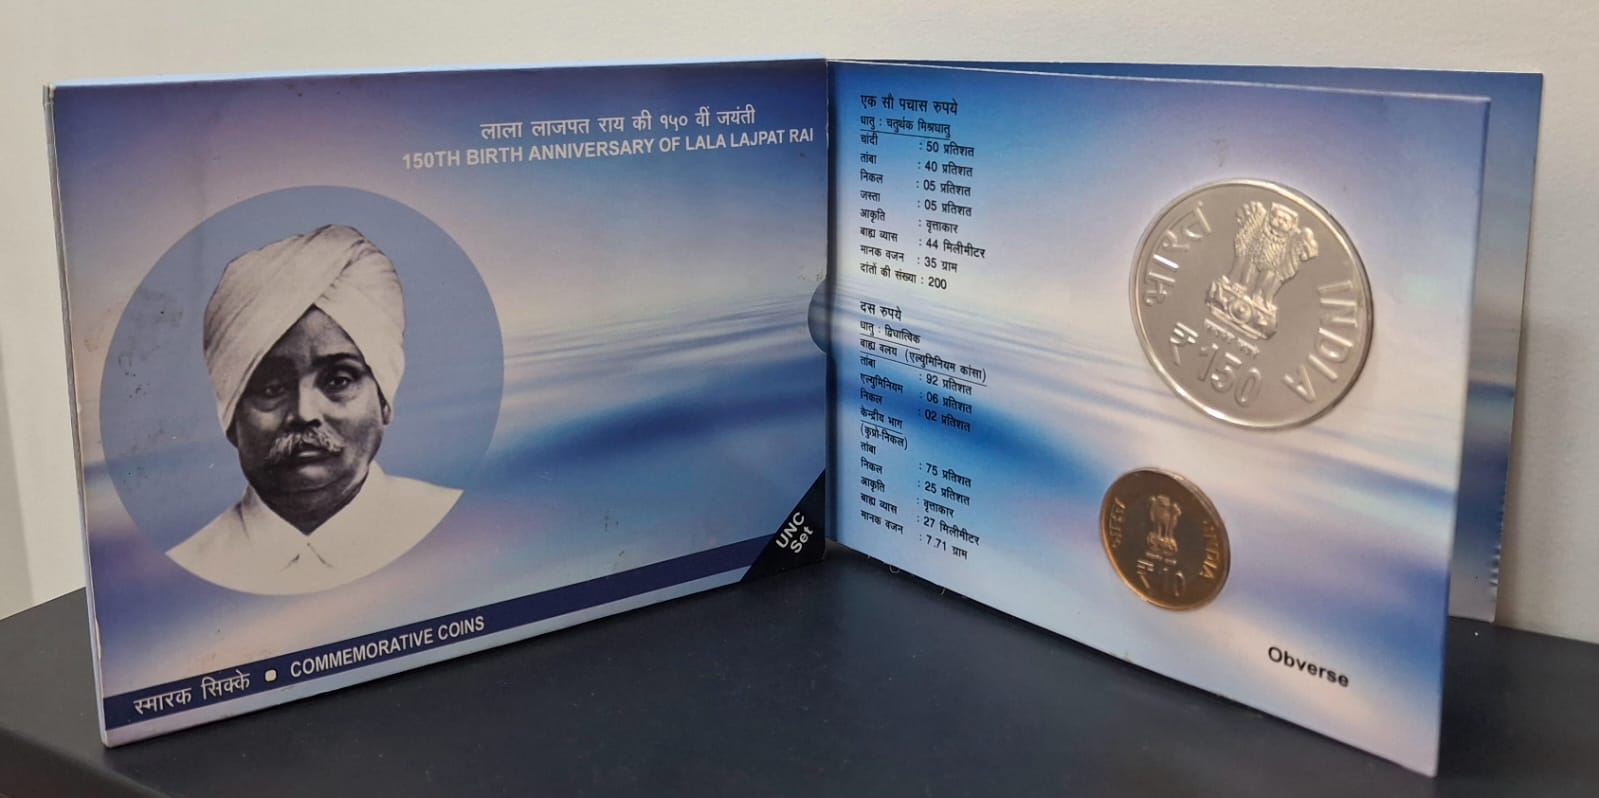 लाला लाजपत राय की १५० वीं जयंती
150TH BIRTH ANNIVERSARY OF LALA LAJPAT RAI
UNC
Set
स्मारक सिक्के • COMMEMORATIVE COINS
एक सौ पचास रुपये
धातु : चतुर्थक मिश्रधातु
चांदी : 50 प्रतिशत
तांबा : 40 प्रतिशत
निकल : 05 प्रतिशत
जस्ता : 05 प्रतिशत
आकृति : वृत्ताकार
बाह्य व्यास : 44 मिलीमीटर
मानक वजन : 35 ग्राम
दांतों की संख्या : 200
दस रुपये
धातु : द्विधात्विक
बाह्य वलय (एल्युमिनियम कांसा)
तांबा : 92 प्रतिशत
एल्युमिनियम : 06 प्रतिशत
निकल : 02 प्रतिशत
केन्द्रीय भाग
(कुप्रो-निकल)
तांबा : 75 प्रतिशत
निकल : 25 प्रतिशत
आकृति : वृत्ताकार
बाह्य व्यास : 27 मिलीमीटर
मानक वजन : 7.71 ग्राम
भारत INDIA
₹ 150
भारत INDIA
₹ 10
Obverse